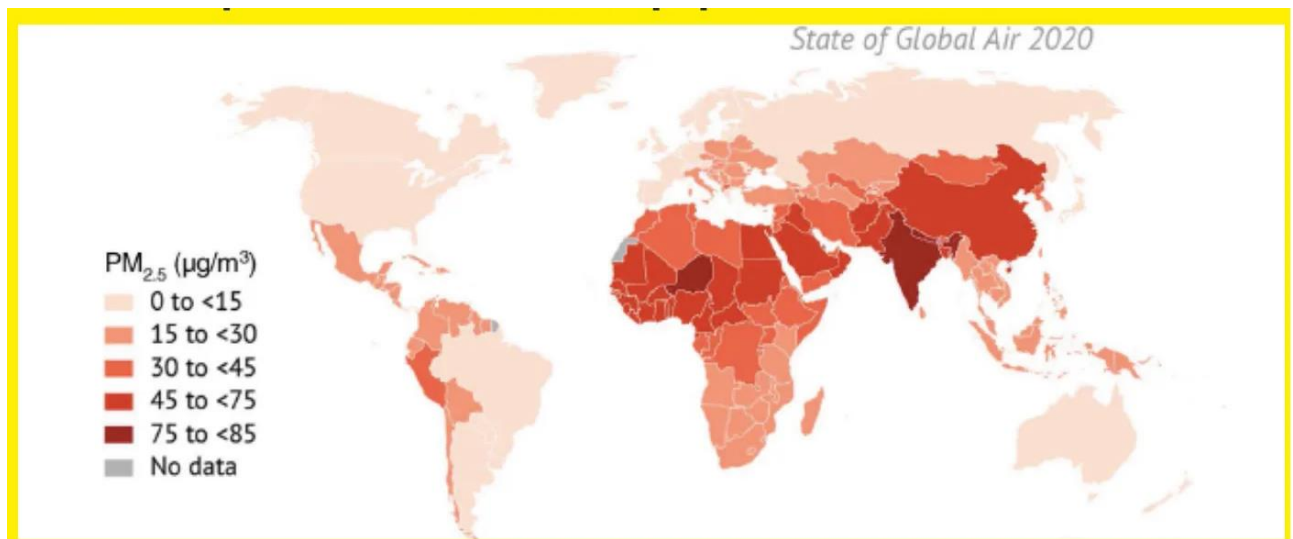 State of Global Air 2020
PM2.5 (µg/m³)
0 to <15
15 to <30
30 to <45
45 to <75
75 to <85
No data